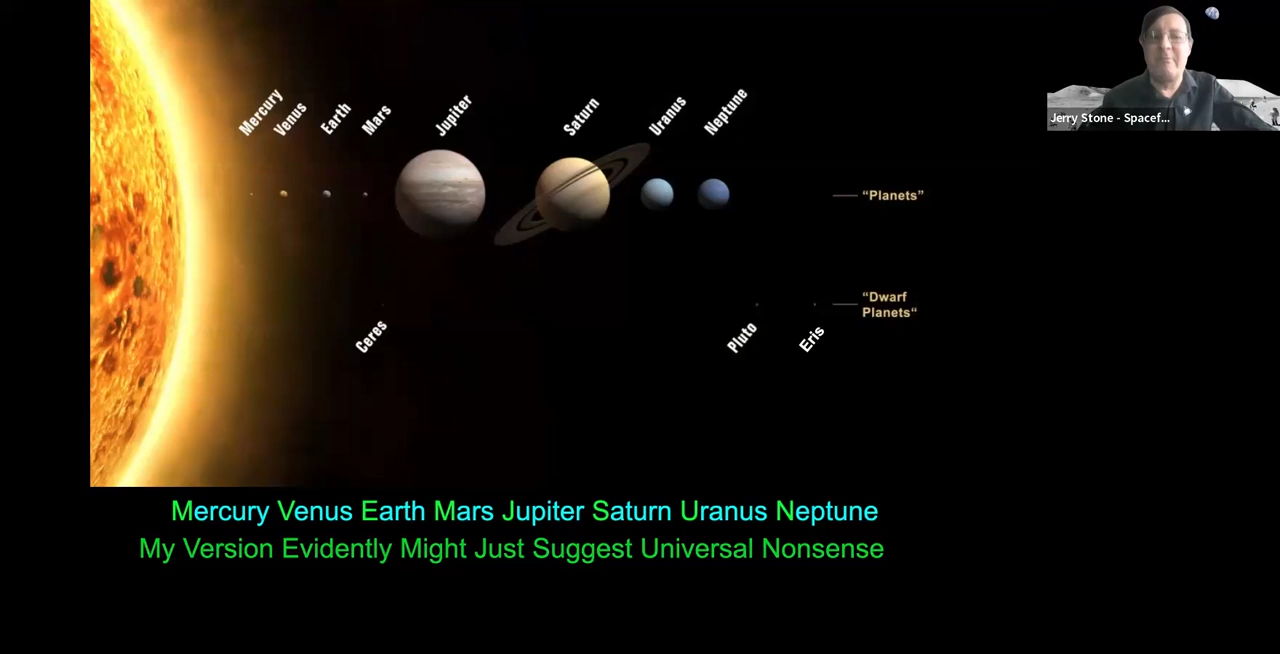 Mercury
Venus
Earth
Mars
Jupiter
Saturn
Uranus
Neptune
Jerry Stone - Spacef...
“Planets”
“Dwarf
Planets“
Ceres
Pluto
Eris
Mercury Venus Earth Mars Jupiter Saturn Uranus Neptune
My Version Evidently Might Just Suggest Universal Nonsense